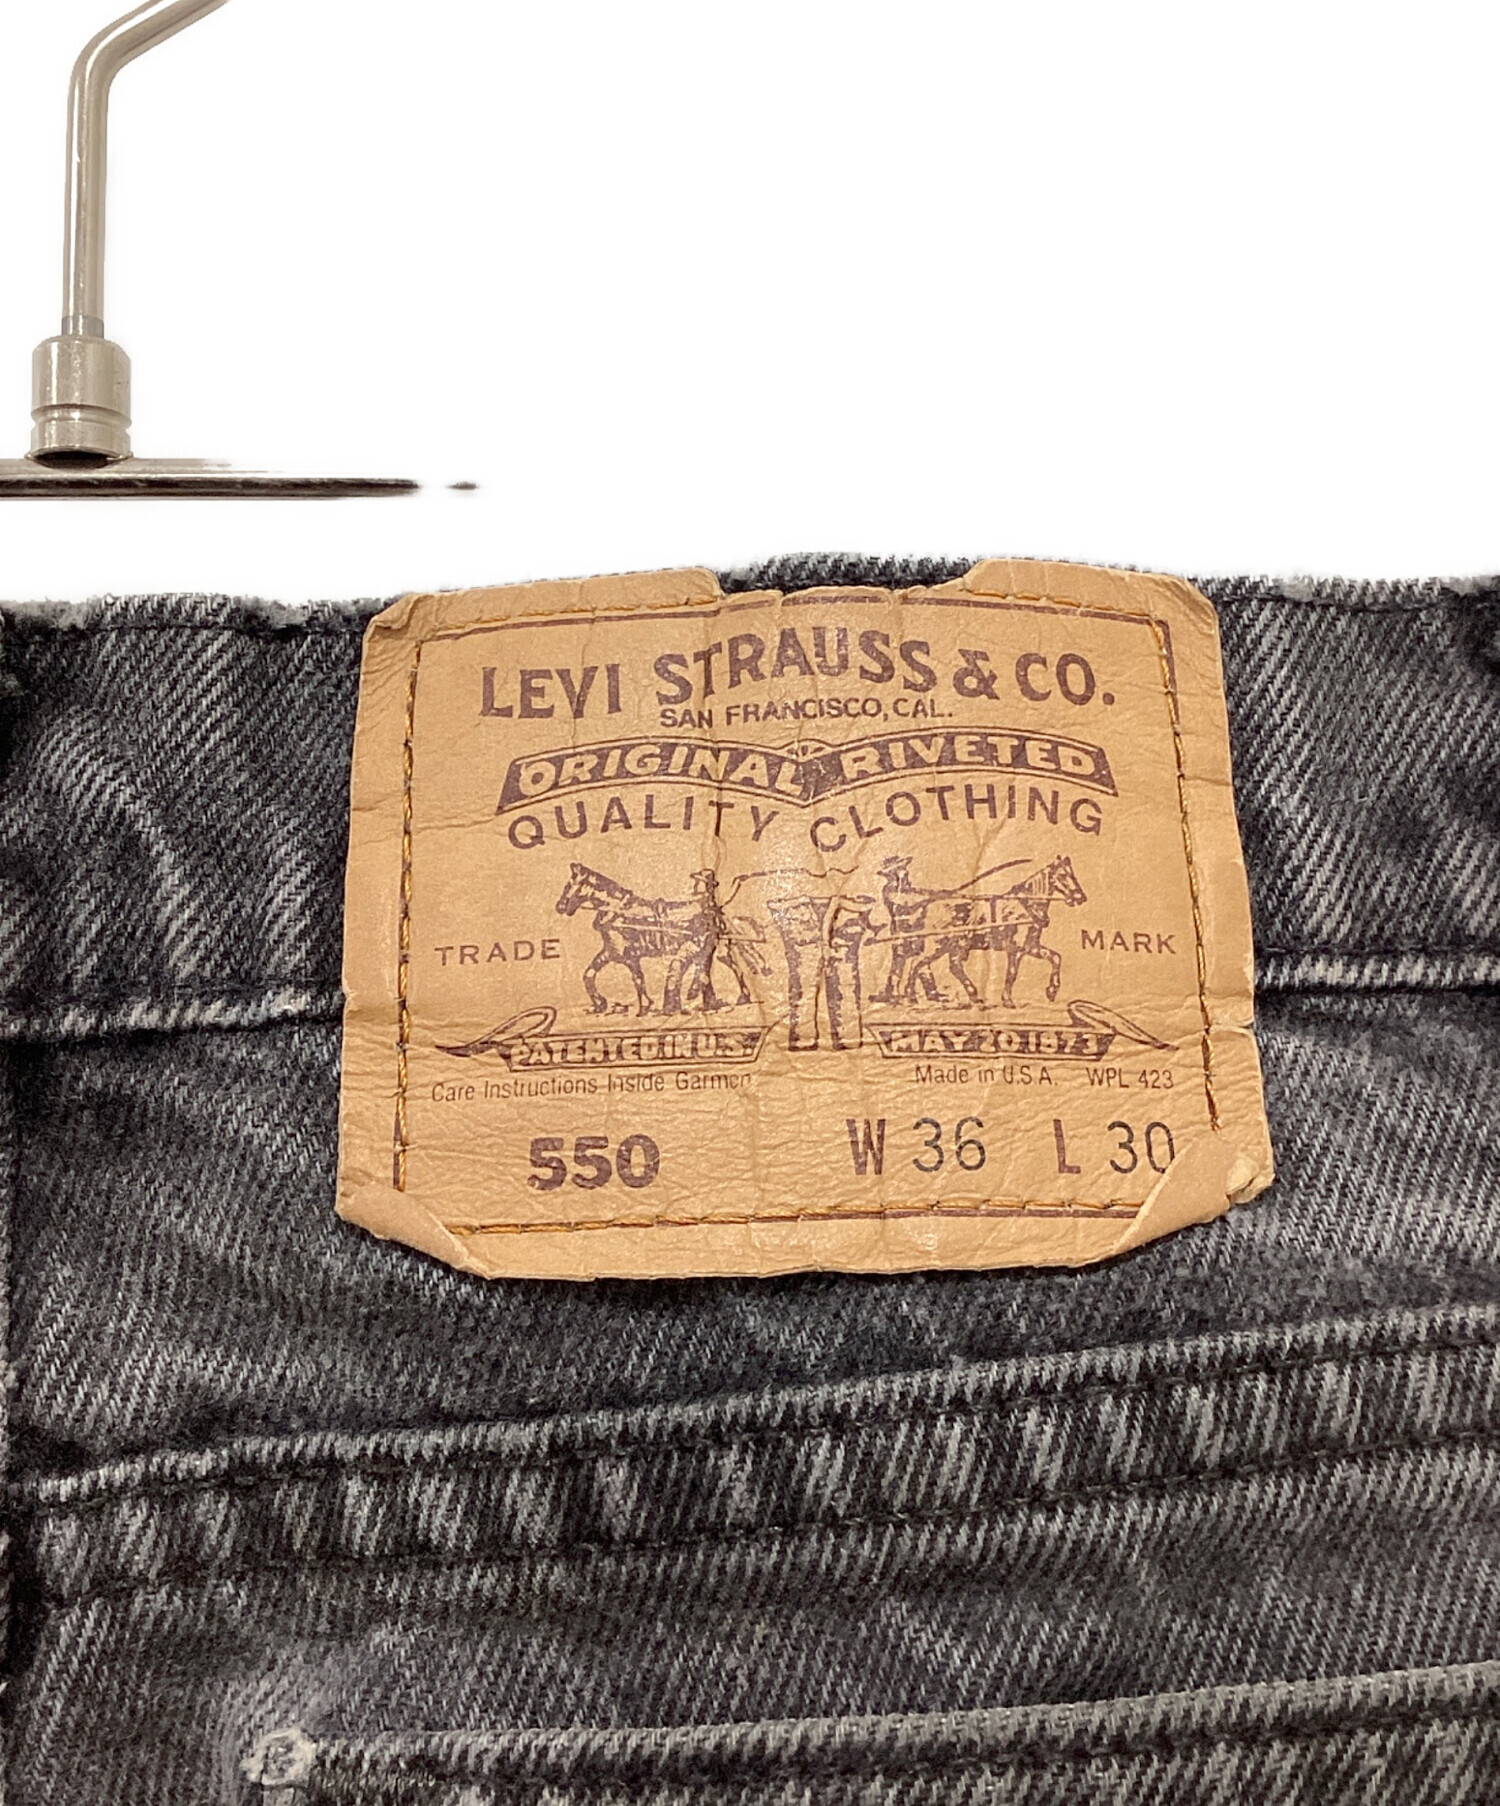 LEVI STRAUSS & CO.
SAN FRANCISCO, CAL.
ORIGINAL RIVETED
QUALITY CLOTHING
TRADE MARK
PATENTED IN U.S. MAY 20 1873
Care Instructions Inside Garmen Made in U.S.A. WPL 423
550 W 36 L 30